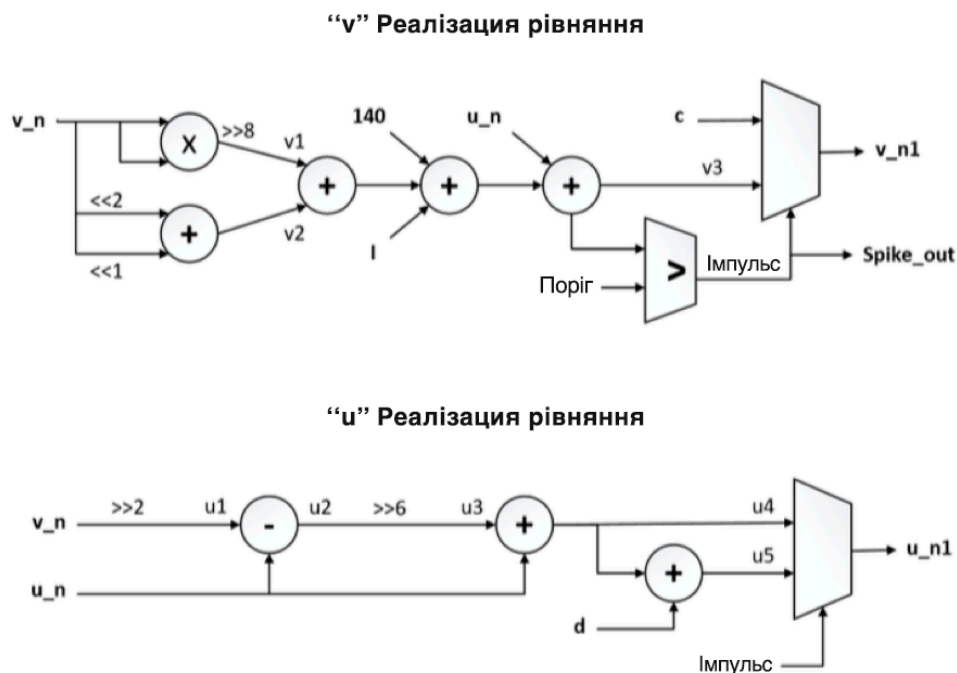 “v” Реалізация рівняння
v_n
>>8
v1
140
u_n
c
v_n1
x
+
+
+
+
v3
<<2
v2
I
<<1
>
Імпульс
Spike_out
Поріг
“u” Реалізация рівняння
v_n
>>2
u1
-
u2
>>6
u3
+
u4
u_n1
+
u5
u_n
d
Імпульс